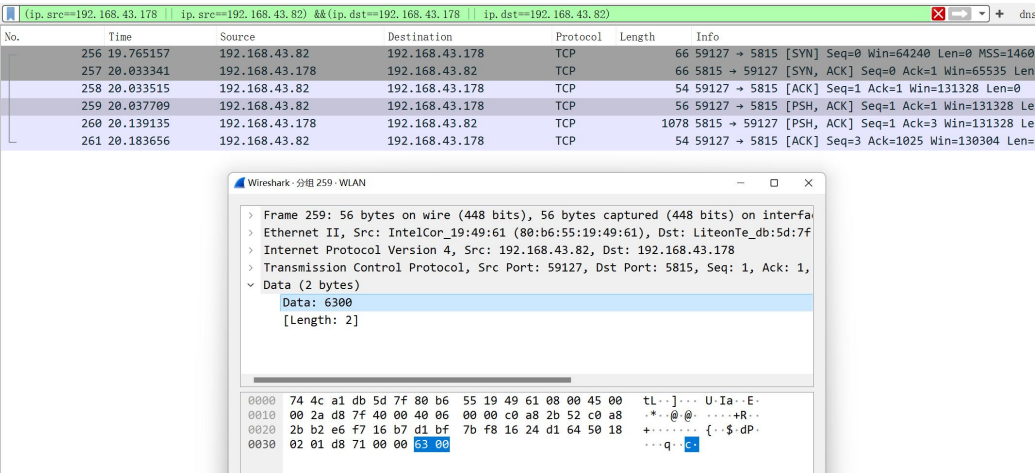 (ip.src==192.168.43.178 || ip.src==192.168.43.82) &&(ip.dst==192.168.43.178 || ip.dst==192.168.43.82) + dns
No. Time Source Destination Protocol Length Info
256 19.765157 192.168.43.82 192.168.43.178 TCP 66 59127 → 5815 [SYN] Seq=0 Win=64240 Len=0 MSS=1460
257 20.033341 192.168.43.178 192.168.43.82 TCP 66 5815 → 59127 [SYN, ACK] Seq=0 Ack=1 Win=65535 Len
258 20.033515 192.168.43.82 192.168.43.178 TCP 54 59127 → 5815 [ACK] Seq=1 Ack=1 Win=131328 Len=0
259 20.037709 192.168.43.82 192.168.43.178 TCP 56 59127 → 5815 [PSH, ACK] Seq=1 Ack=1 Win=131328 Le
260 20.139135 192.168.43.178 192.168.43.82 TCP 1078 5815 → 59127 [PSH, ACK] Seq=1 Ack=3 Win=131328 Le
261 20.183656 192.168.43.82 192.168.43.178 TCP 54 59127 → 5815 [ACK] Seq=3 Ack=1025 Win=130304 Len=
Wireshark · 分组 259 · WLAN
Frame 259: 56 bytes on wire (448 bits), 56 bytes captured (448 bits) on interfa
Ethernet II, Src: IntelCor_19:49:61 (80:b6:55:19:49:61), Dst: LiteonTe_db:5d:7f
Internet Protocol Version 4, Src: 192.168.43.82, Dst: 192.168.43.178
Transmission Control Protocol, Src Port: 59127, Dst Port: 5815, Seq: 1, Ack: 1,
Data (2 bytes)
Data: 6300
[Length: 2]
0000 74 4c a1 db 5d 7f 80 b6 55 19 49 61 08 00 45 00 tL··]··· U·Ia··E·
0010 00 2a d8 7f 40 00 40 06 00 00 c0 a8 2b 52 c0 a8 ·*··@·@· ····+R··
0020 2b b2 e6 f7 16 b7 d1 bf 7b f8 16 24 d1 64 50 18 +······· {··$·dP·
0030 02 01 d8 71 00 00 63 00 ···q··c·